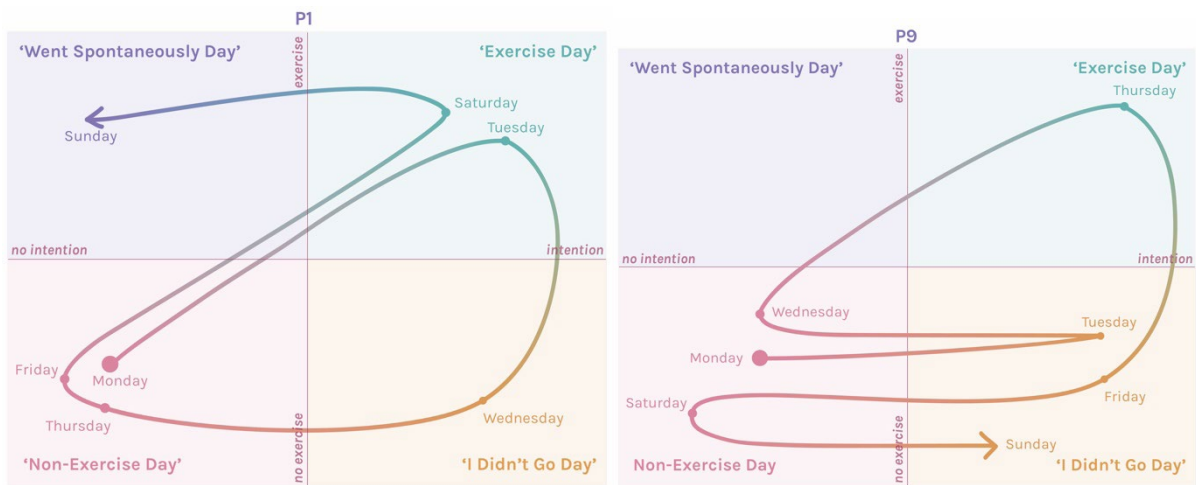 P1
'Went Spontaneously Day'
exercise
'Exercise Day'
Saturday
Tuesday
Sunday
no intention
intention
Friday
Monday
Thursday
Wednesday
no exercise
'Non-Exercise Day'
'I Didn't Go Day'
P9
'Went Spontaneously Day'
exercise
'Exercise Day'
Thursday
no intention
intention
Wednesday
Tuesday
Monday
Friday
Saturday
no exercise
Sunday
Non-Exercise Day
'I Didn't Go Day'